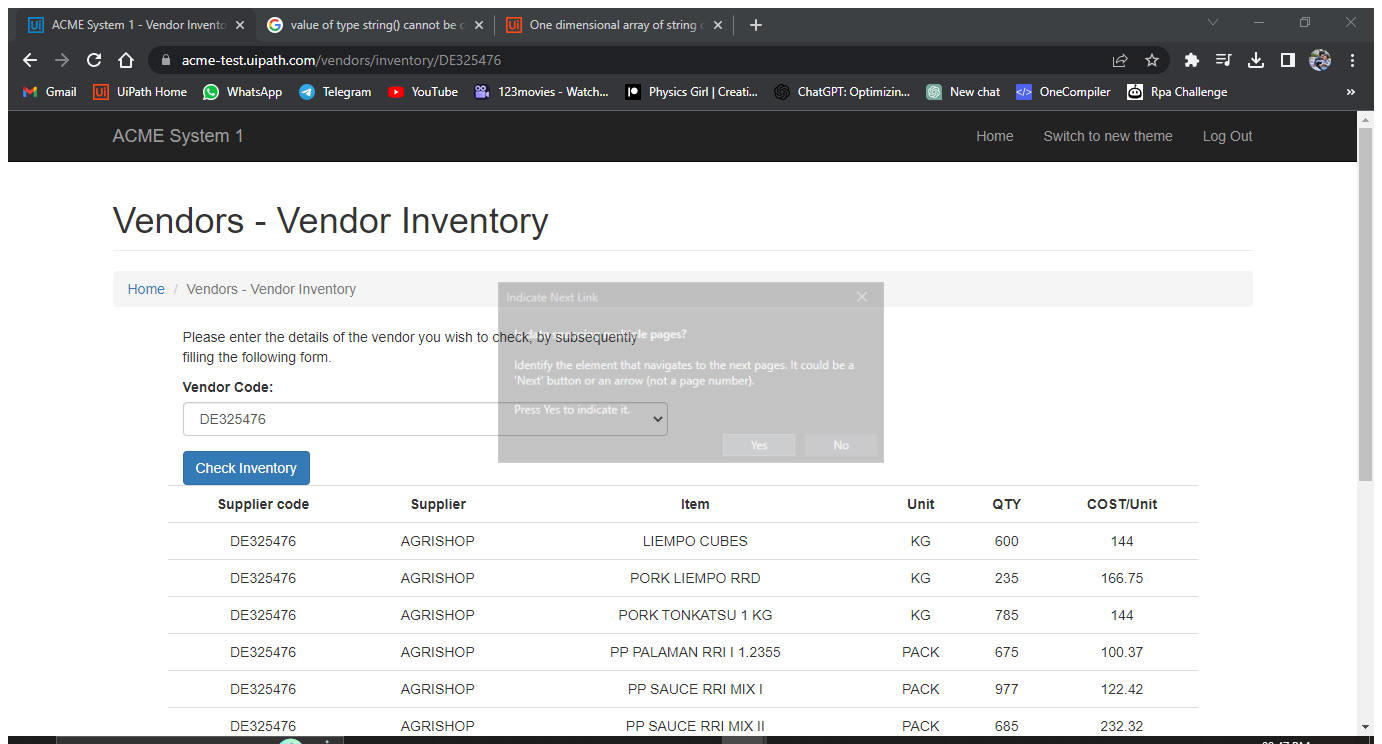 ACME System 1 - Vendor Invento
value of type string() cannot be c
One dimensional array of string c
acme-test.uipath.com/vendors/inventory/DE325476
Gmail UiPath Home WhatsApp Telegram YouTube 123movies - Watch... Physics Girl | Creati... ChatGPT: Optimizin... New chat OneCompiler Rpa Challenge »
ACME System 1 Home Switch to new theme Log Out
Vendors - Vendor Inventory
Home / Vendors - Vendor Inventory
Please enter the details of the vendor you wish to check, by subsequently
filling the following form.
Vendor Code:
DE325476
Check Inventory
Indicate Next Link
multiple pages?
Identify the element that navigates to the next pages. It could be a
'Next' button or an arrow (not a page number).
Press Yes to indicate it.
Yes No
Supplier code Supplier Item Unit QTY COST/Unit
DE325476 AGRISHOP LIEMPO CUBES KG 600 144
DE325476 AGRISHOP PORK LIEMPO RRD KG 235 166.75
DE325476 AGRISHOP PORK TONKATSU 1 KG KG 785 144
DE325476 AGRISHOP PP PALAMAN RRI I 1.2355 PACK 675 100.37
DE325476 AGRISHOP PP SAUCE RRI MIX I PACK 977 122.42
DE325476 AGRISHOP PP SAUCE RRI MIX II PACK 685 232.32